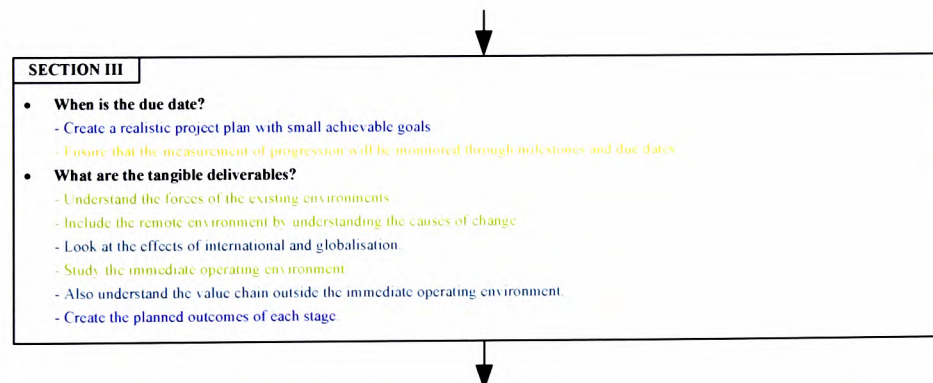 SECTION III
• When is the due date?
- Create a realistic project plan with small achievable goals
- Ensure that the measurement of progression will be monitored through milestones and due dates
• What are the tangible deliverables?
- Understand the forces of the existing environments
- Include the remote environment by understanding the causes of change
- Look at the effects of international and globalisation
- Study the immediate operating environment
- Also understand the value chain outside the immediate operating environment.
- Create the planned outcomes of each stage